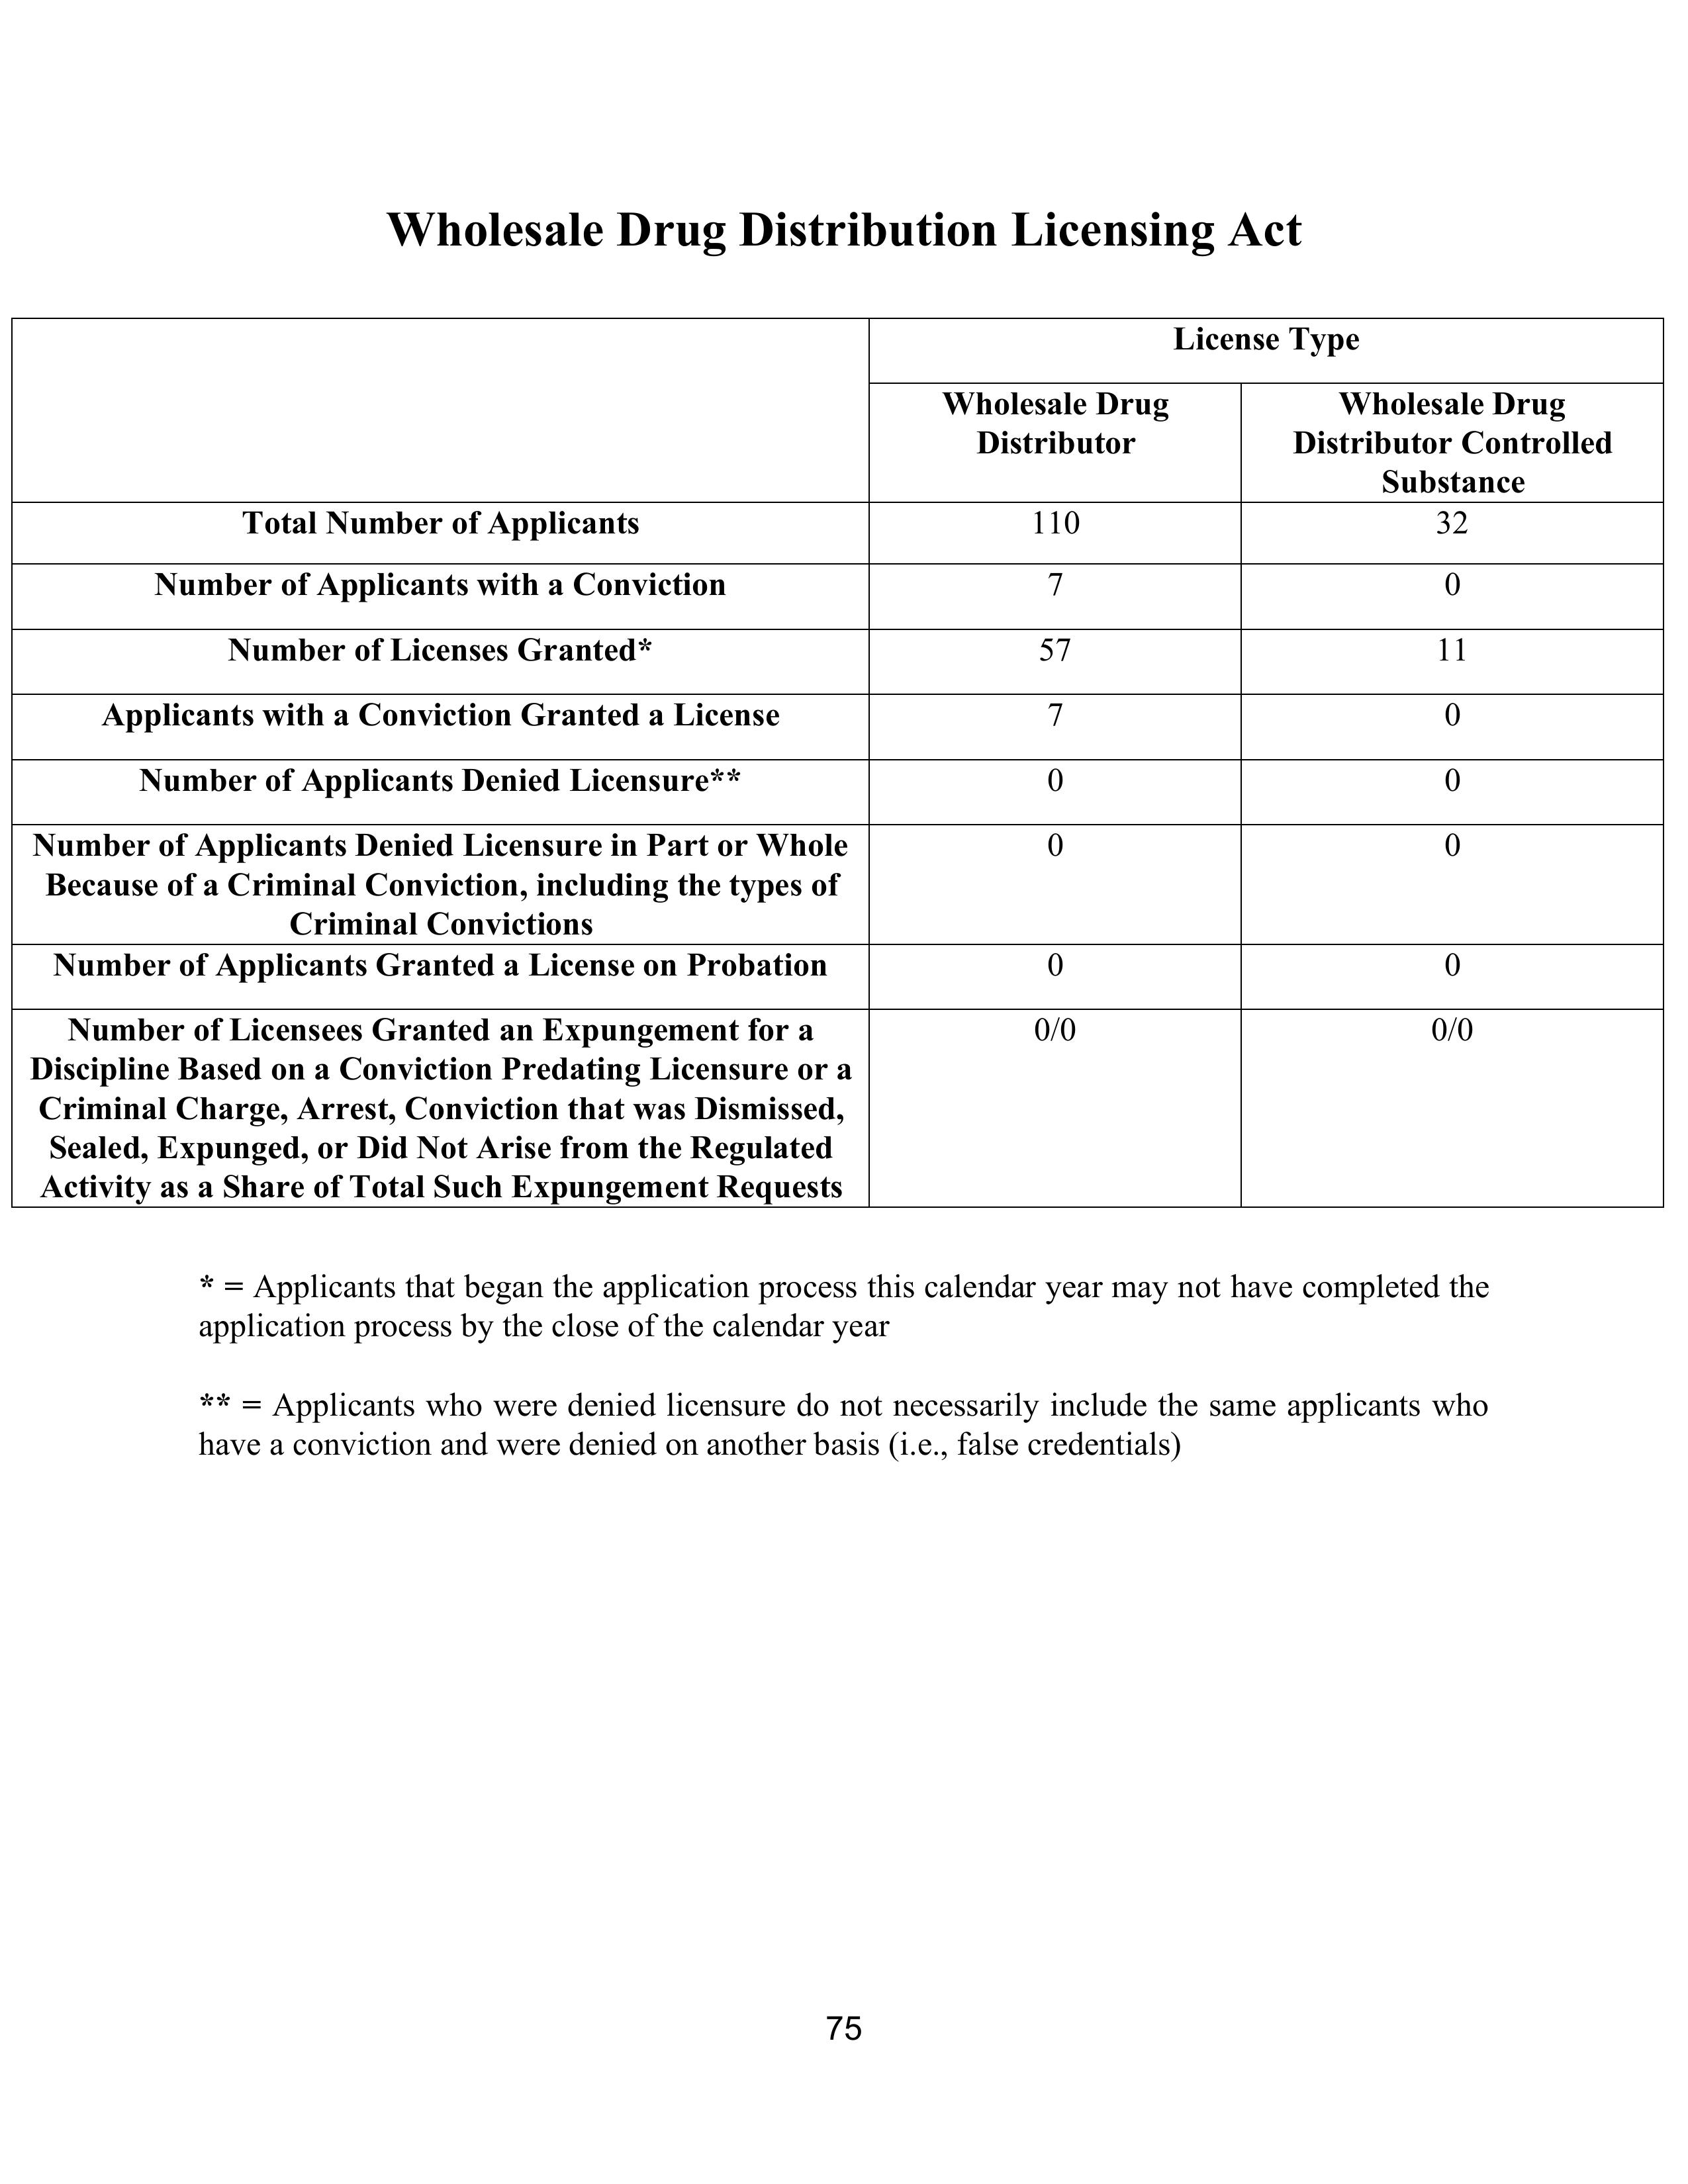 Wholesale Drug Distribution Licensing Act
License Type
Wholesale Drug
Distributor
Wholesale Drug
Distributor Controlled
Substance
Total Number of Applicants 110 32
Number of Applicants with a Conviction 7 0
Number of Licenses Granted* 57 11
Applicants with a Conviction Granted a License 7 0
Number of Applicants Denied Licensure** 0 0
Number of Applicants Denied Licensure in Part or Whole 0 0
Because of a Criminal Conviction, including the types of
Criminal Convictions
Number of Applicants Granted a License on Probation 0 0
Number of Licensees Granted an Expungement for a 0/0 0/0
Discipline Based on a Conviction Predating Licensure or a
Criminal Charge, Arrest, Conviction that was Dismissed,
Sealed, Expunged, or Did Not Arise from the Regulated
Activity as a Share of Total Such Expungement Requests
* = Applicants that began the application process this calendar year may not have completed the
application process by the close of the calendar year
** = Applicants who were denied licensure do not necessarily include the same applicants who
have a conviction and were denied on another basis (i.e., false credentials)
75